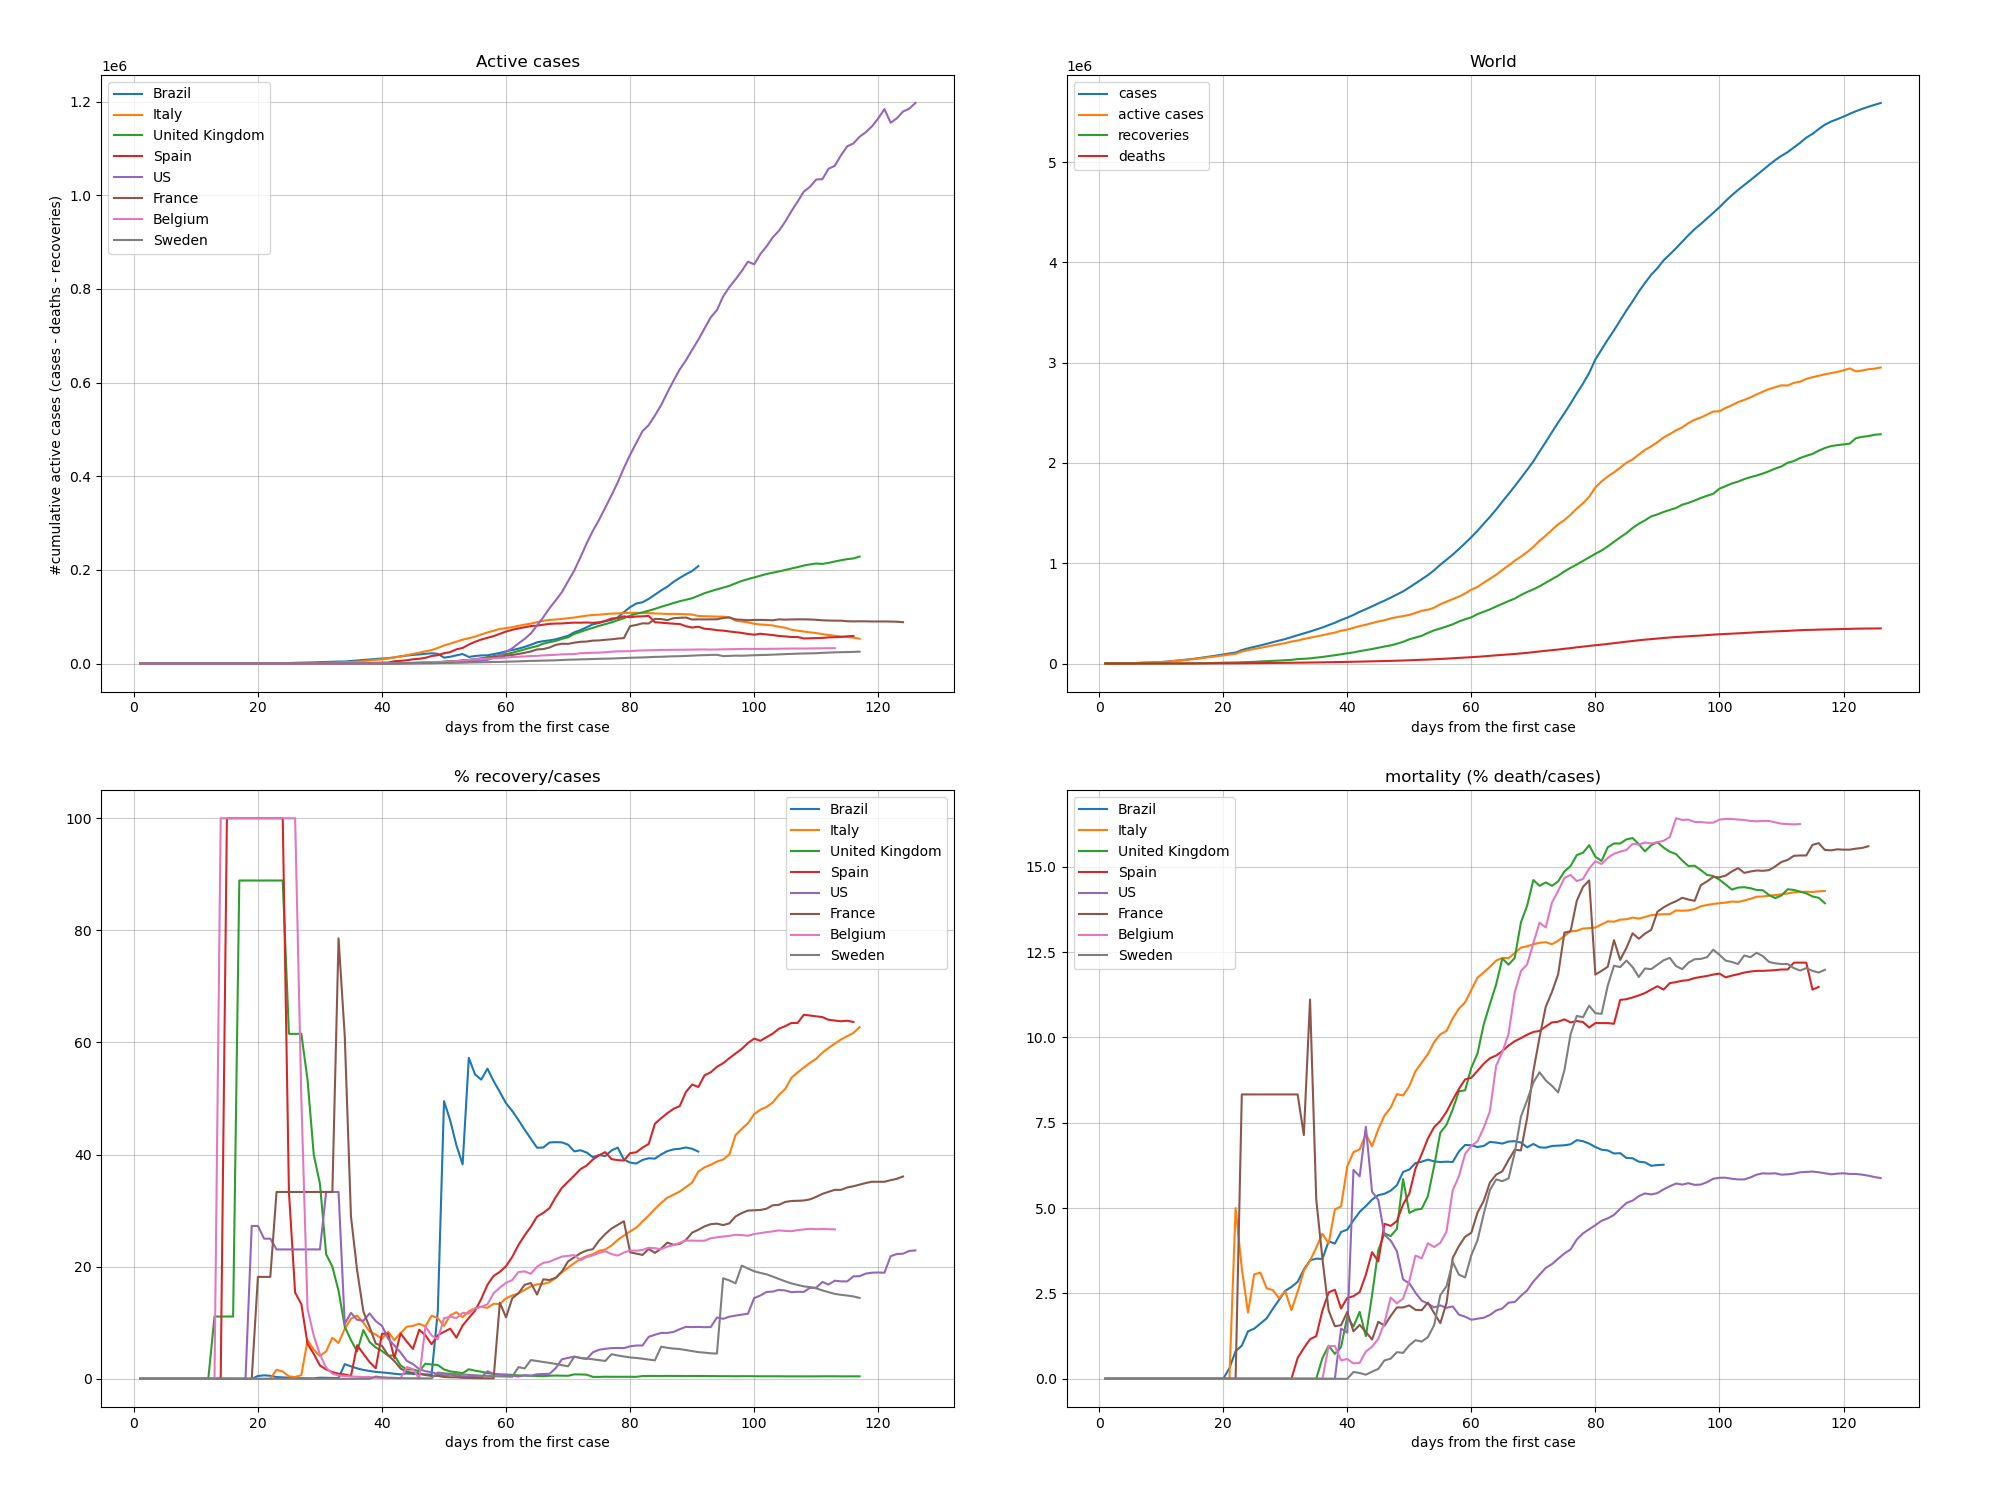 Active cases
1e6
Brazil
Italy
United Kingdom
Spain
US
France
Belgium
Sweden
1.2
1.0
0.8
0.6
0.4
0.2
0.0
#cumulative active cases (cases - deaths - recoveries)
0 20 40 60 80 100 120
days from the first case
World
1e6
cases
active cases
recoveries
deaths
5
4
3
2
1
0
0 20 40 60 80 100 120
days from the first case
% recovery/cases
Brazil
Italy
United Kingdom
Spain
US
France
Belgium
Sweden
100
80
60
40
20
0
0 20 40 60 80 100 120
days from the first case
mortality (% death/cases)
Brazil
Italy
United Kingdom
Spain
US
France
Belgium
Sweden
15.0
12.5
10.0
7.5
5.0
2.5
0.0
0 20 40 60 80 100 120
days from the first case